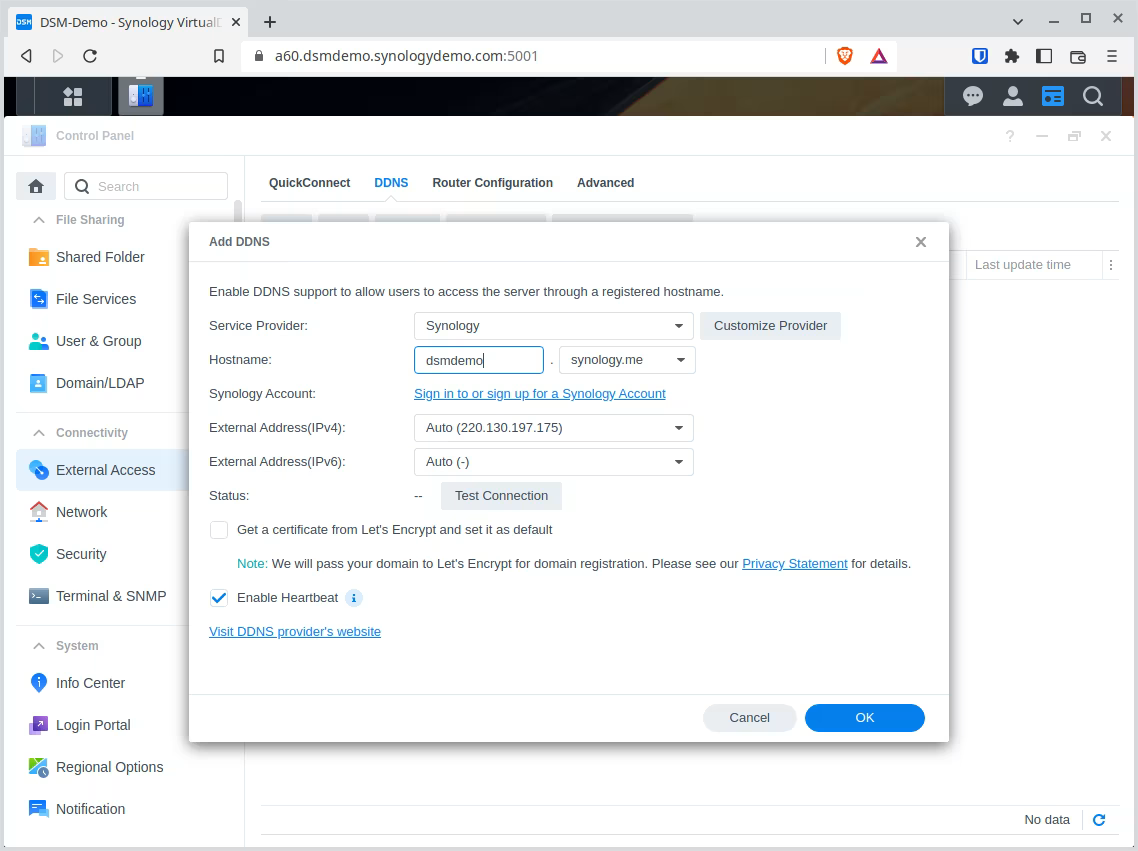 DSM-Demo - Synology VirtualD
a60.dsmdemo.synologydemo.com:5001
Control Panel
Search
QuickConnect DDNS Router Configuration Advanced
File Sharing
Shared Folder
File Services
User & Group
Domain/LDAP
Connectivity
External Access
Network
Security
Terminal & SNMP
System
Info Center
Login Portal
Regional Options
Notification
Last update time
Add DDNS
Enable DDNS support to allow users to access the server through a registered hostname.
Service Provider: Synology Customize Provider
Hostname: dsmdemo . synology.me
Synology Account: Sign in to or sign up for a Synology Account
External Address(IPv4): Auto (220.130.197.175)
External Address(IPv6): Auto (-)
Status: -- Test Connection
Get a certificate from Let's Encrypt and set it as default
Note: We will pass your domain to Let's Encrypt for domain registration. Please see our Privacy Statement for details.
Enable Heartbeat
Visit DDNS provider's website
Cancel OK
No data